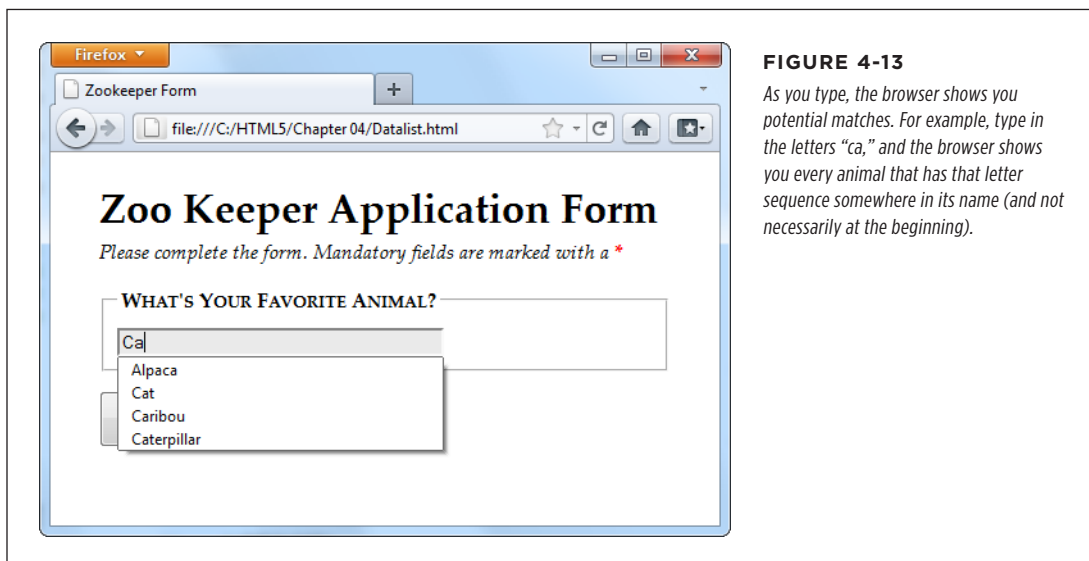 Firefox
Zookeeper Form
file:///C:/HTML5/Chapter 04/Datalist.html
Zoo Keeper Application Form
Please complete the form. Mandatory fields are marked with a *
WHAT'S YOUR FAVORITE ANIMAL?
Ca
Alpaca
Cat
Caribou
Caterpillar
FIGURE 4-13
As you type, the browser shows you
potential matches. For example, type in
the letters “ca,” and the browser shows
you every animal that has that letter
sequence somewhere in its name (and not
necessarily at the beginning).